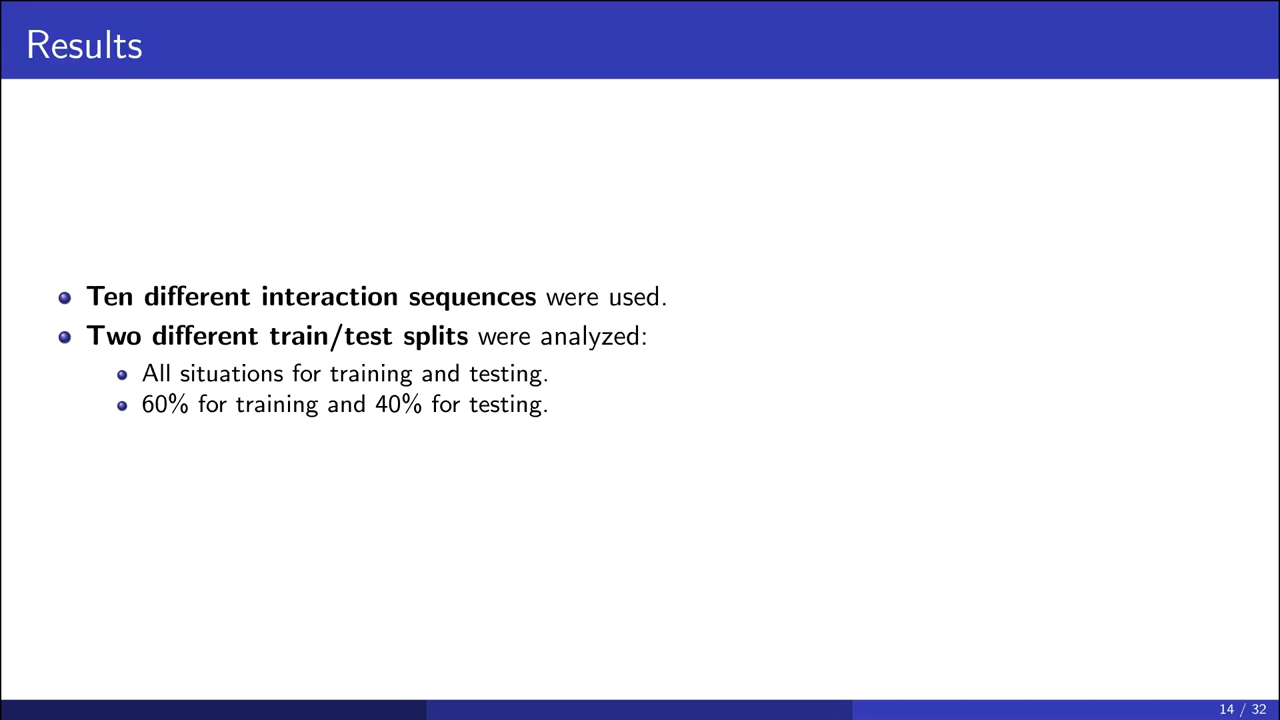 Results
Ten different interaction sequences were used.
Two different train/test splits were analyzed:
All situations for training and testing.
60% for training and 40% for testing.
14 / 32